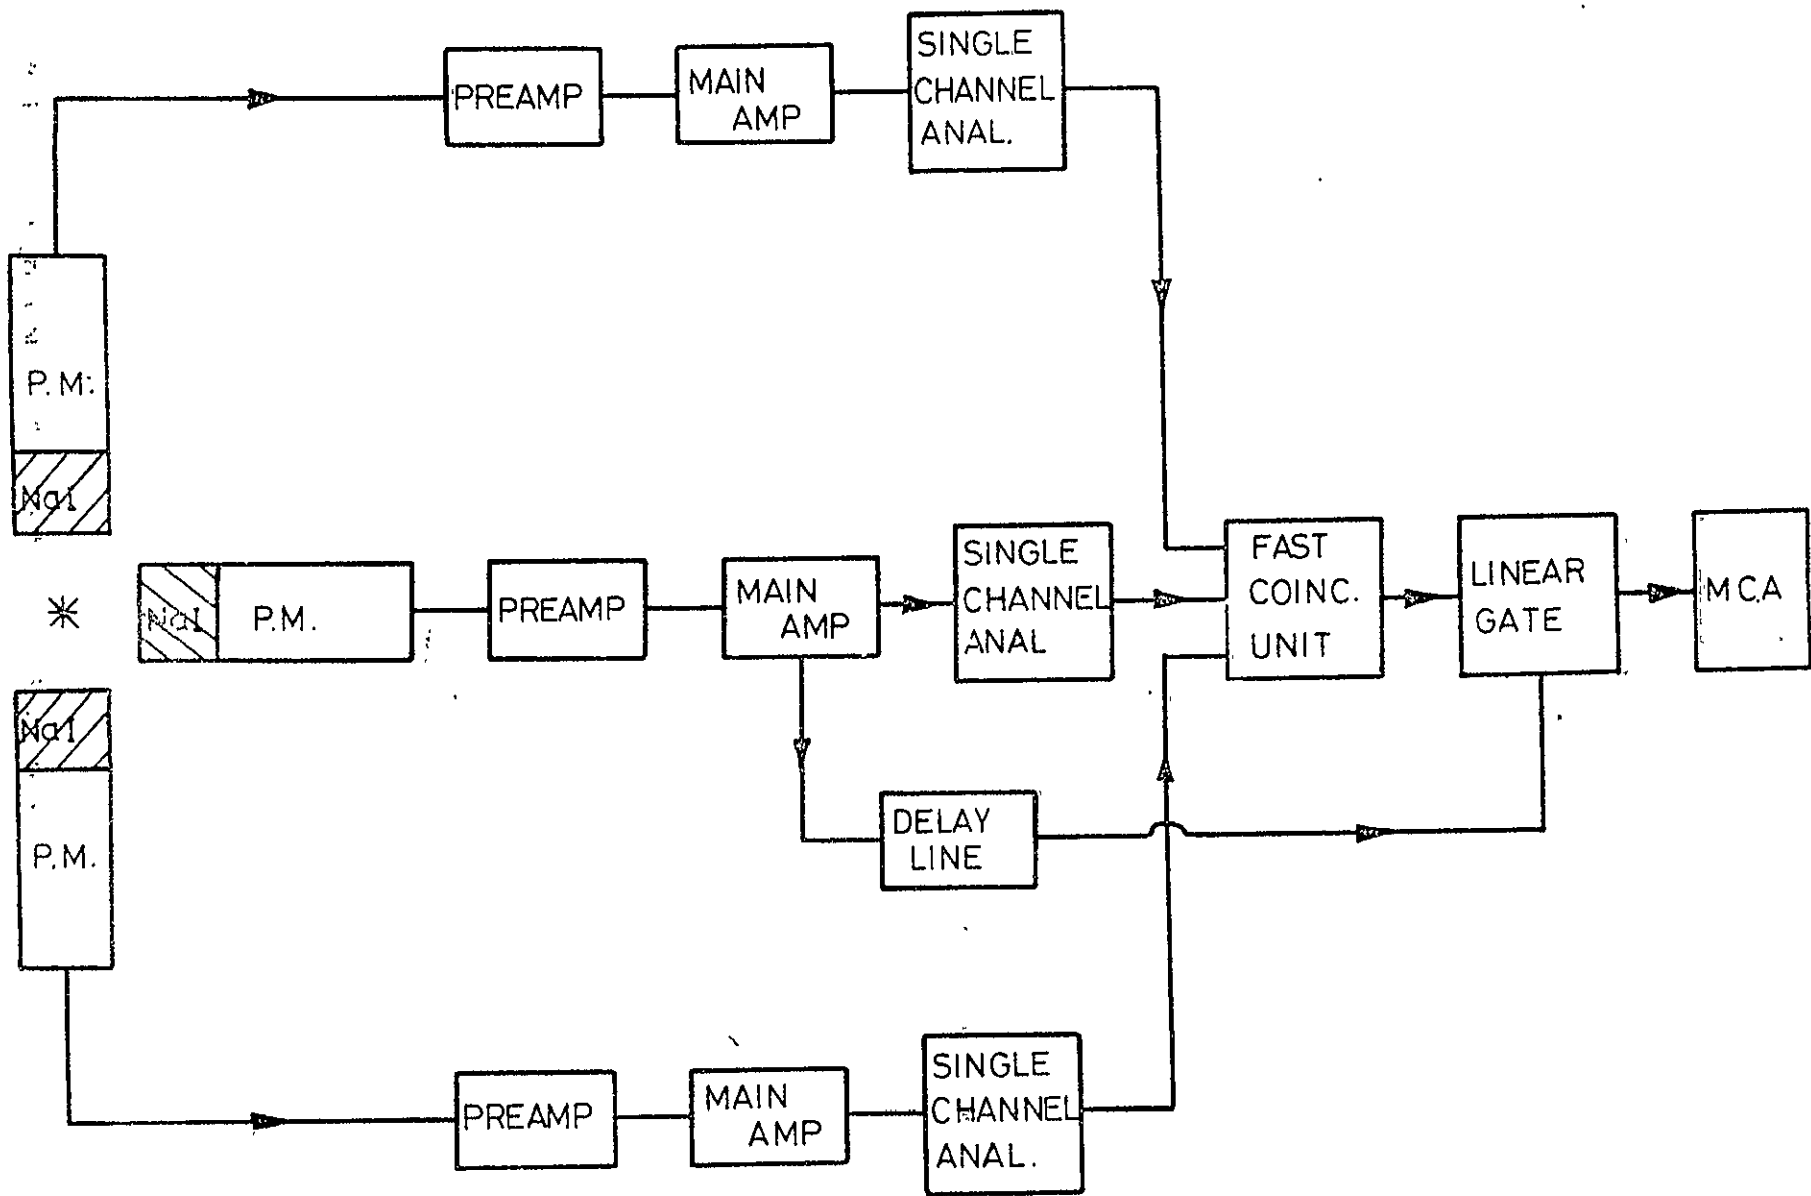 SINGLE
CHANNEL
ANAL.
PREAMP
MAIN
AMP
P.M.
NaI
NaI
P.M.
PREAMP
MAIN
AMP
SINGLE
CHANNEL
ANAL
FAST
COINC.
UNIT
LINEAR
GATE
M.C.A
NaI
P.M.
DELAY
LINE
PREAMP
MAIN
AMP
SINGLE
CHANNEL
ANAL.